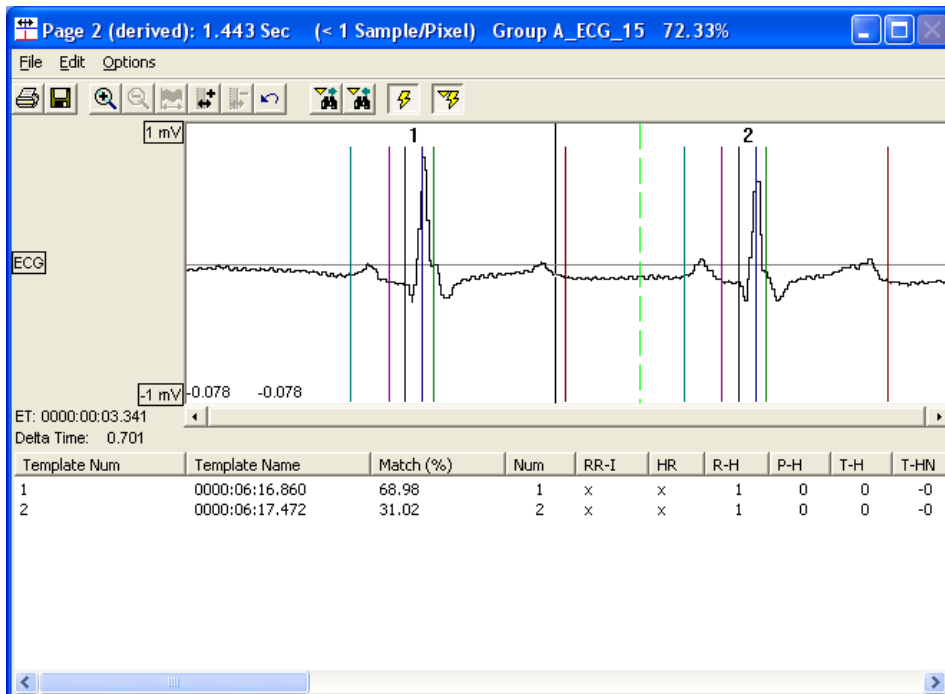 Page 2 (derived): 1.443 Sec (< 1 Sample/Pixel) Group A_ECG_15 72.33%
File Edit Options
1 mV 1 2
ECG
-1 mV -0.078 -0.078
ET: 0000:00:03.341
Delta Time: 0.701
Template Num Template Name Match (%) Num RR-I HR R-H P-H T-H T-HN
1 0000:06:16.860 68.98 1 x x 1 0 0 -0
2 0000:06:17.472 31.02 2 x x 1 0 0 -0